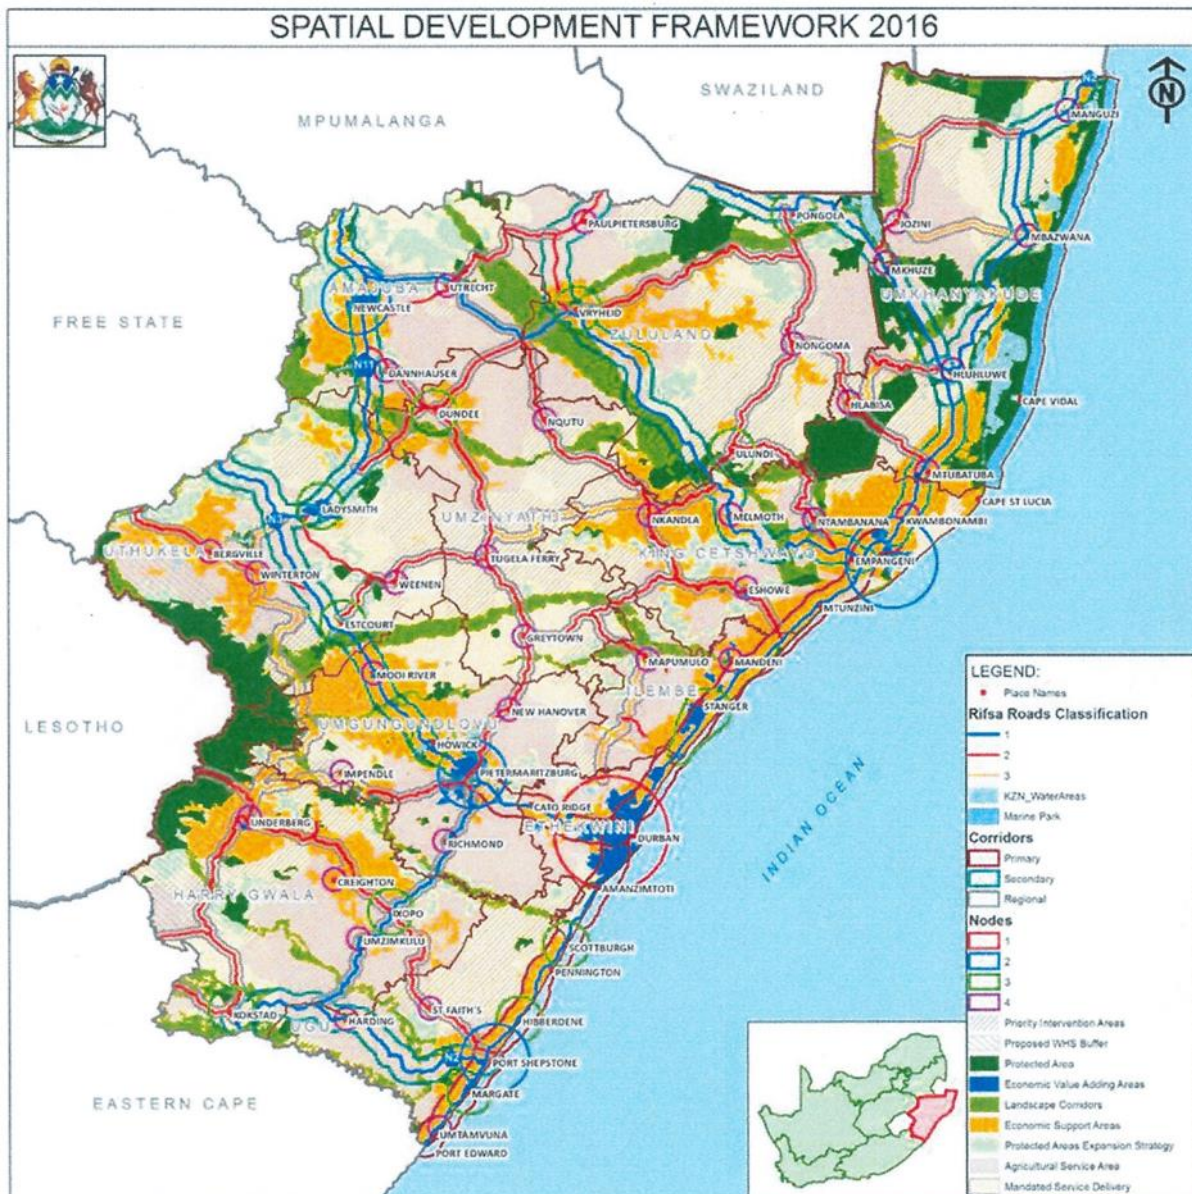 SPATIAL DEVELOPMENT FRAMEWORK 2016
SWAZILAND
N
MPUMALANGA
N2
MANGUZI
PAULPIETERSBURG
PONGOLA
JOZINI
MBAZWANA
MKHUZE
UTRECHT
AMAJUBA
UMKHANYAKUDE
NEWCASTLE
VRYHEID
FREE STATE
ZULULAND
NONGOMA
N11
DANNHAUSER
HLUHLUWE
HLABISA
CAPE VIDAL
DUNDEE
NQUTU
ULUNDI
MTUBATUBA
CAPE ST LUCIA
LADYSMITH
N3
UMZINYATHI
NKANDLA
MELMOTH
NTAMBANANA
KWAMBONAMBI
UTHUKELA
BERGVILLE
KING CETSHWAYO
TUGELA FERRY
EMPANGENI
WINTERTON
WEENEN
ESHOWE
MTUNZINI
ESTCOURT
GREYTOWN
MAPUMULO
MANDENI
MOOI RIVER
ILEMBE
STANGER
NEW HANOVER
LESOTHO
UMGUNGUNDLOVU
HOWICK
IMPENDLE
PIETERMARITZBURG
CATO RIDGE
UNDERBERG
ETHEKWINI
DURBAN
RICHMOND
INDIAN OCEAN
CREIGHTON
HARRY GWALA
AMANZIMTOTI
IXOPO
UMZIMKULU
SCOTTBURGH
PENNINGTON
KOKSTAD
ST FAITH'S
HARDING
UGU
HIBBERDENE
N2
PORT SHEPSTONE
MARGATE
EASTERN CAPE
UMTAMVUNA
PORT EDWARD
LEGEND:
Place Names
Rifsa Roads Classification
1
2
3
KZN_WaterAreas
Marine Park
Corridors
Primary
Secondary
Regional
Nodes
1
2
3
4
Priority Intervention Areas
Proposed WHS Buffer
Protected Area
Economic Value Adding Areas
Landscape Corridors
Economic Support Areas
Protected Areas Expansion Strategy
Agricultural Service Area
Mandated Service Delivery